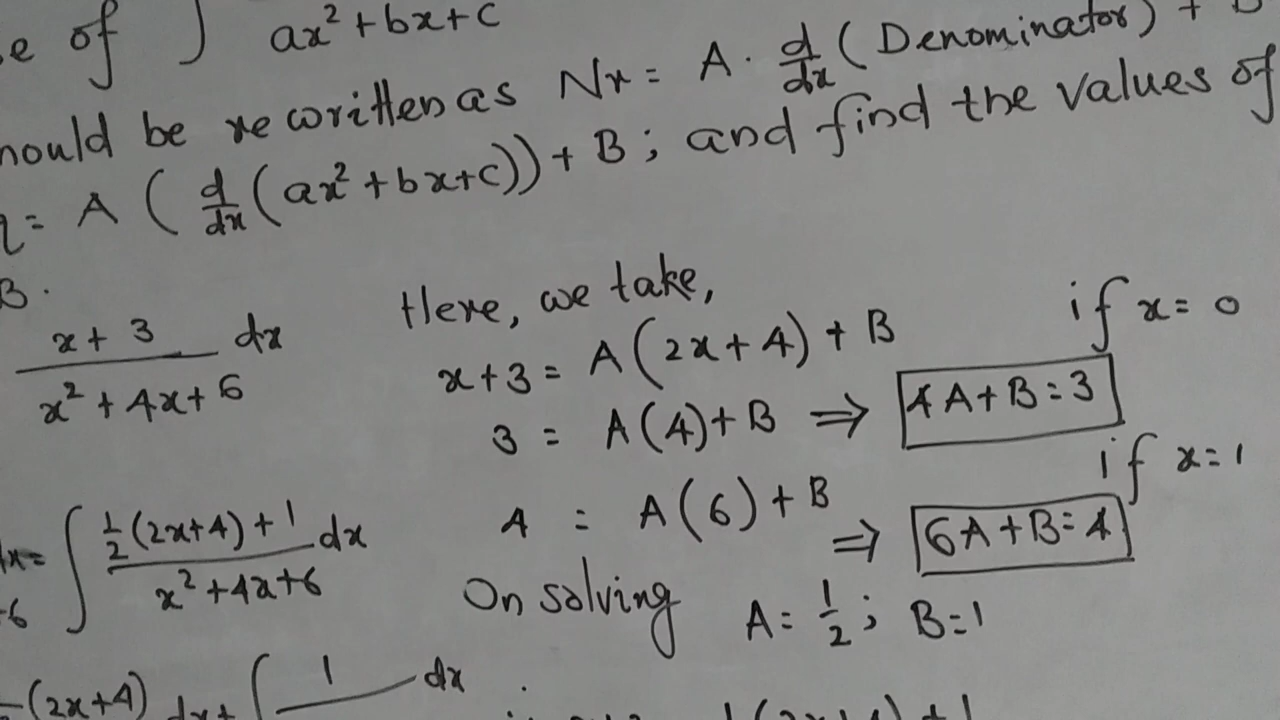 e of ∫ ax² + bx + c
hould be rewritten as Nr = A · d/dx (Denominator) +
= A ( d/dx (ax² + bx + c)) + B ; and find the values of
B.
x + 3 / x² + 4x + 6 dx
Here, we take,
x + 3 = A (2x + 4) + B if x = 0
3 = A(4) + B ⇒ 4A + B = 3
4 = A(6) + B if x = 1
⇒ 6A + B = 4
On solving A = 1/2 ; B = 1
= ∫ 1/2 (2x+4) + 1 / x² + 4x + 6 dx
(2x+4) dx + ∫ 1 dx